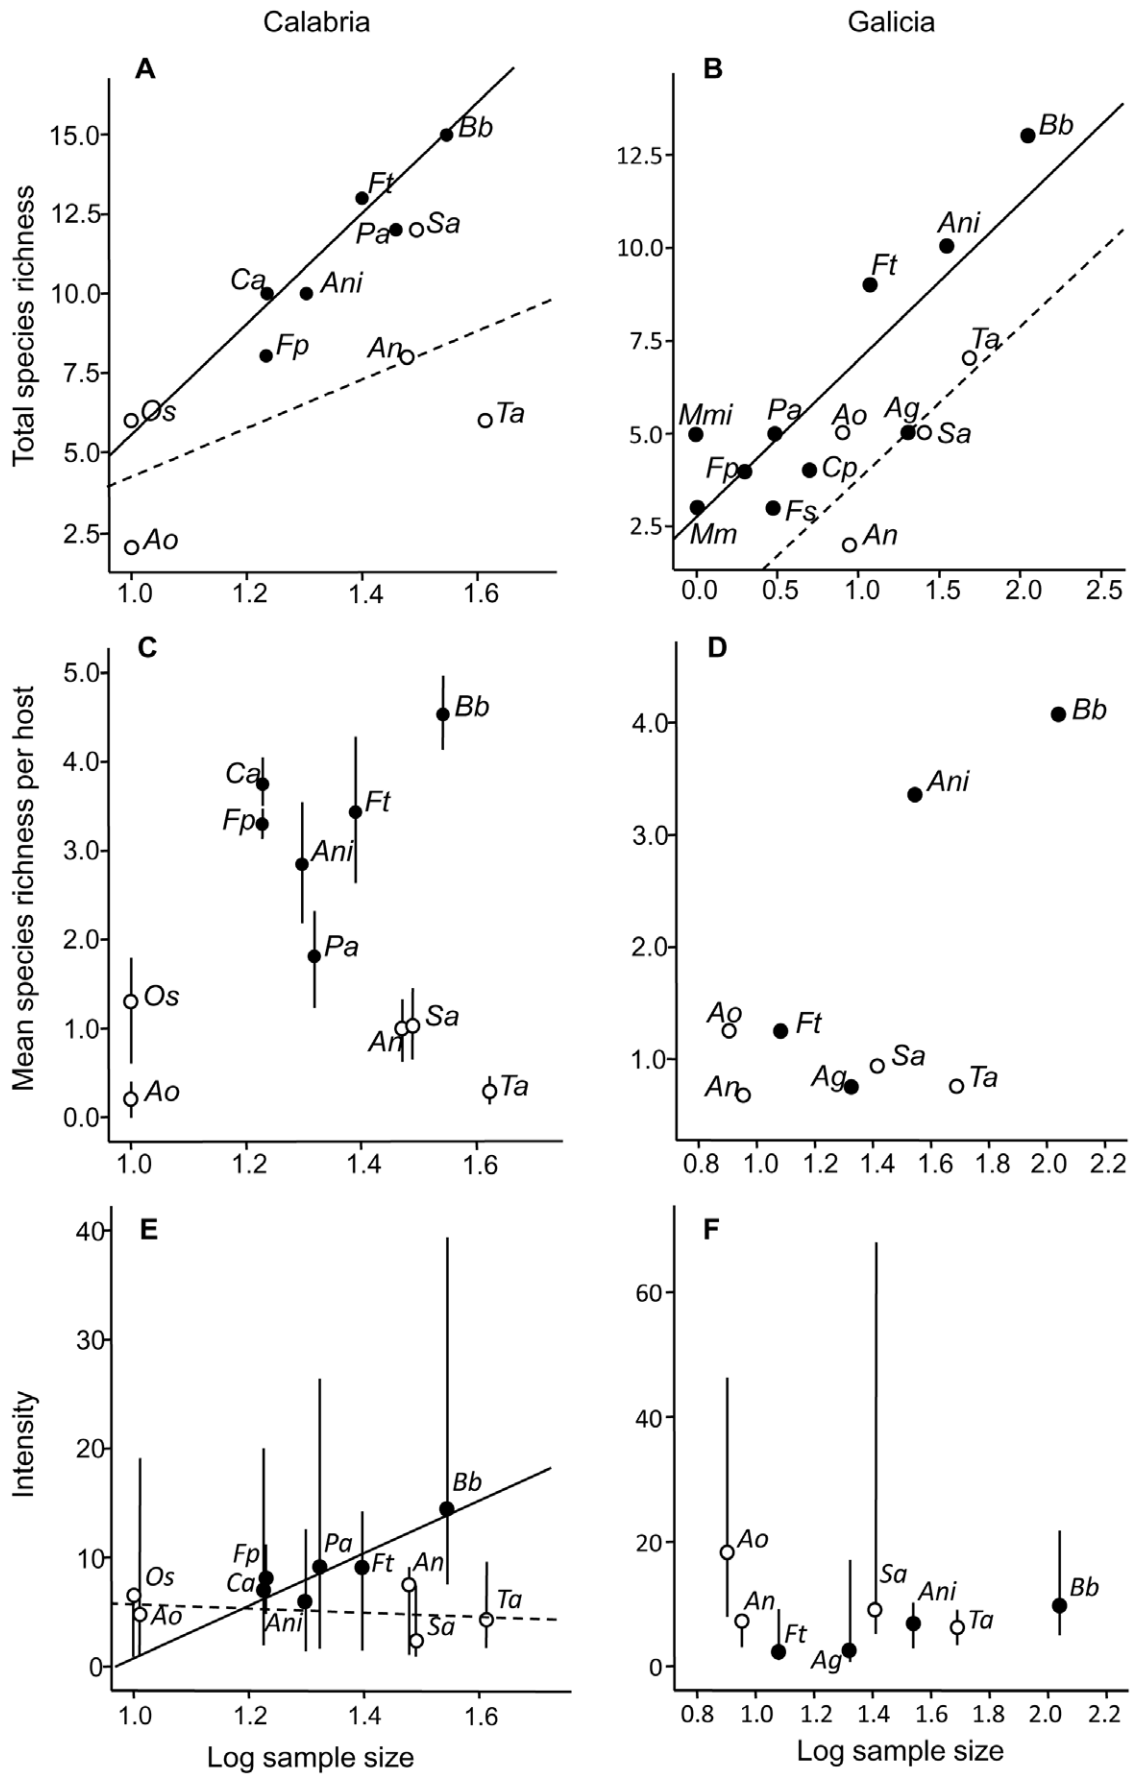 Calabria
Galicia
A
Total species richness
15.0
12.5
10.0
7.5
5.0
2.5
Bb
Ft
Pa
Sa
Ca
Ani
Fp
An
Os
Ta
Ao
1.0
1.2
1.4
1.6
B
12.5
10.0
7.5
5.0
2.5
Bb
Ani
Ft
Ta
Mmi
Pa
Ao
Ag
Sa
Fp
Cp
Fs
Mm
An
0.0
0.5
1.0
1.5
2.0
2.5
C
Mean species richness per host
5.0
4.0
3.0
2.0
1.0
0.0
Bb
Ca
Fp
Ft
Ani
Pa
Os
Sa
An
Ao
Ta
1.0
1.2
1.4
1.6
D
4.0
3.0
2.0
1.0
Bb
Ani
Ao
Ft
Sa
An
Ag
Ta
0.8
1.0
1.2
1.4
1.6
1.8
2.0
2.2
E
Intensity
40
30
20
10
0
Bb
Fp
Pa
Os
Ca
Ft
An
Ao
Ani
Sa
Ta
1.0
1.2
1.4
1.6
Log sample size
F
60
40
20
0
Ao
Sa
An
Ani
Bb
Ft
Ag
Ta
0.8
1.0
1.2
1.4
1.6
1.8
2.0
2.2
Log sample size